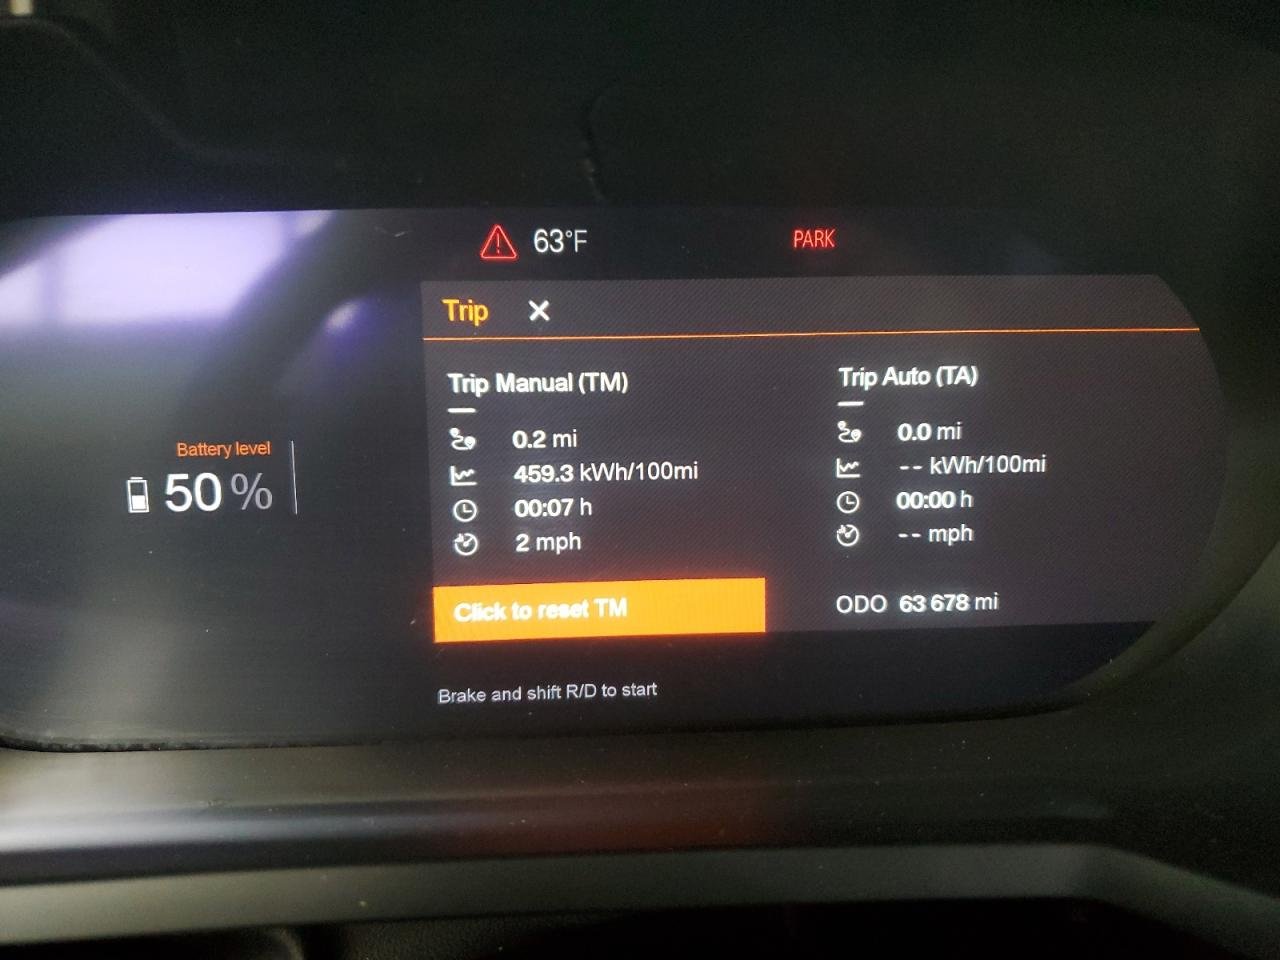 63°F
PARK
Trip
Trip Manual (TM)
0.2 mi
459.3 kWh/100mi
00:07 h
2 mph
Click to reset TM
Trip Auto (TA)
0.0 mi
-- kWh/100mi
00:00 h
-- mph
ODO 63 678 mi
Battery level
50 %
Brake and shift R/D to start